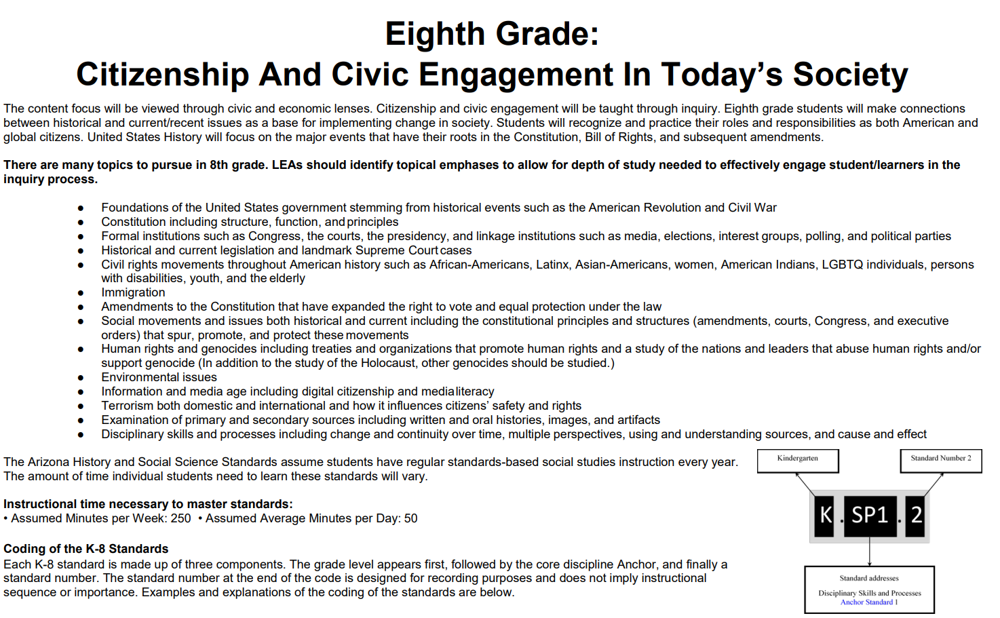 Eighth Grade:
Citizenship And Civic Engagement In Today’s Society
The content focus will be viewed through civic and economic lenses. Citizenship and civic engagement will be taught through inquiry. Eighth grade students will make connections
between historical and current/recent issues as a base for implementing change in society. Students will recognize and practice their roles and responsibilities as both American and
global citizens. United States History will focus on the major events that have their roots in the Constitution, Bill of Rights, and subsequent amendments.
There are many topics to pursue in 8th grade. LEAs should identify topical emphases to allow for depth of study needed to effectively engage student/learners in the
inquiry process.
● Foundations of the United States government stemming from historical events such as the American Revolution and Civil War
● Constitution including structure, function, and principles
● Formal institutions such as Congress, the courts, the presidency, and linkage institutions such as media, elections, interest groups, polling, and political parties
● Historical and current legislation and landmark Supreme Court cases
● Civil rights movements throughout American history such as African-Americans, Latinx, Asian-Americans, women, American Indians, LGBTQ individuals, persons
with disabilities, youth, and the elderly
● Immigration
● Amendments to the Constitution that have expanded the right to vote and equal protection under the law
● Social movements and issues both historical and current including the constitutional principles and structures (amendments, courts, Congress, and executive
orders) that spur, promote, and protect these movements
● Human rights and genocides including treaties and organizations that promote human rights and a study of the nations and leaders that abuse human rights and/or
support genocide (In addition to the study of the Holocaust, other genocides should be studied.)
● Environmental issues
● Information and media age including digital citizenship and media literacy
● Terrorism both domestic and international and how it influences citizens’ safety and rights
● Examination of primary and secondary sources including written and oral histories, images, and artifacts
● Disciplinary skills and processes including change and continuity over time, multiple perspectives, using and understanding sources, and cause and effect
The Arizona History and Social Science Standards assume students have regular standards-based social studies instruction every year.
The amount of time individual students need to learn these standards will vary.
Instructional time necessary to master standards:
• Assumed Minutes per Week: 250 • Assumed Average Minutes per Day: 50
Coding of the K-8 Standards
Each K-8 standard is made up of three components. The grade level appears first, followed by the core discipline Anchor, and finally a
standard number. The standard number at the end of the code is designed for recording purposes and does not imply instructional
sequence or importance. Examples and explanations of the coding of the standards are below.
Kindergarten
Standard Number 2
K.SP1.2
Standard addresses
Disciplinary Skills and Processes
Anchor Standard 1